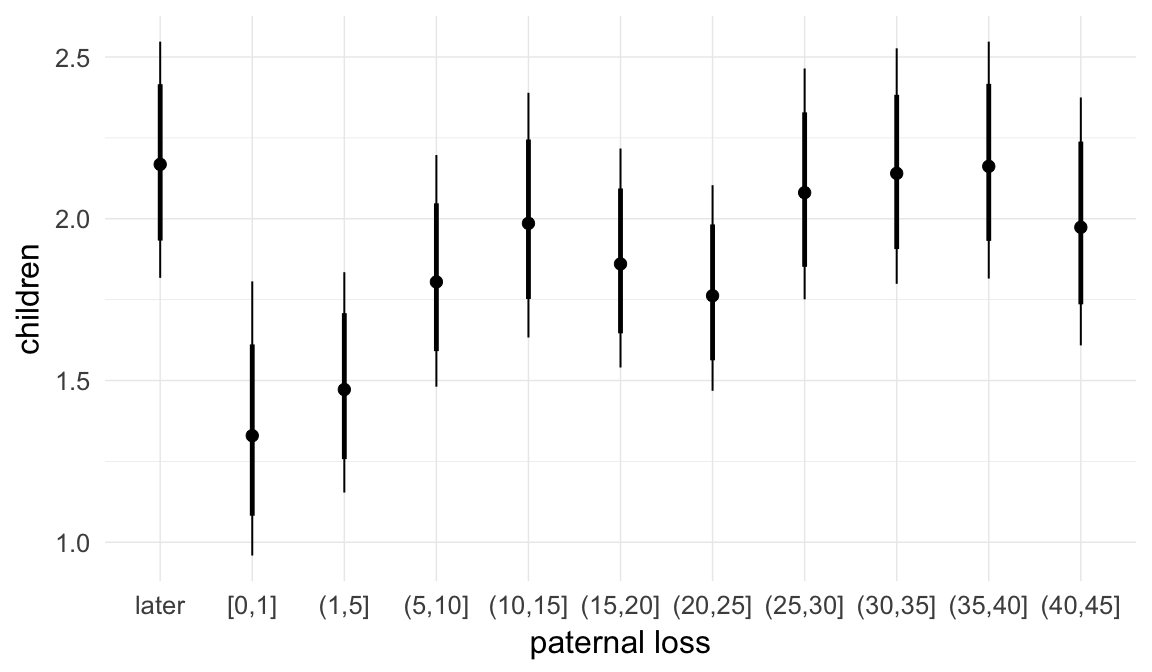 2.5
2.0
1.5
1.0
children
later [0,1] (1,5] (5,10] (10,15] (15,20] (20,25] (25,30] (30,35] (35,40] (40,45]
paternal loss